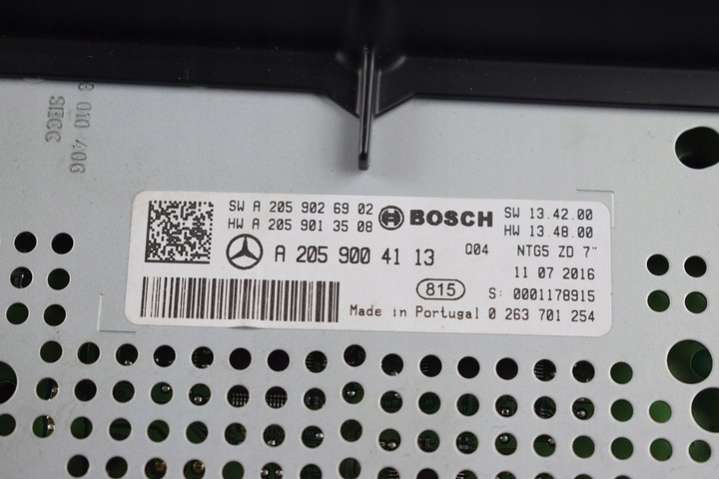 SW A 205 902 69 02
HW A 205 901 35 08
BOSCH
SW 13.42.00
HW 13.48.00
A 205 900 41 13
Q04
NTG5 ZD 7"
11 07 2016
815
S: 0001178915
Made in Portugal 0 263 701 254
010 406